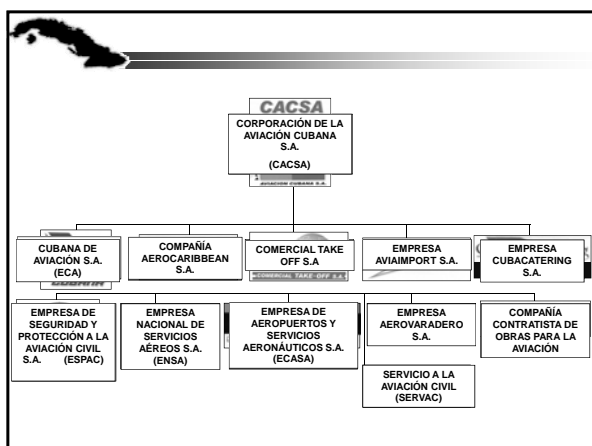 CACSA
CORPORACIÓN DE LA
AVIACIÓN CUBANA
S.A.
(CACSA)
AVIACION CUBANA S.A.
CUBANA DE
AVIACIÓN S.A.
(ECA)
COMPAÑÍA
AEROCARIBBEAN
S.A.
COMERCIAL TAKE
OFF S.A
COMERCIAL TAKE-OFF S.A.
EMPRESA
AVIAIMPORT S.A.
EMPRESA
CUBACATERING
S.A.
EMPRESA DE
SEGURIDAD Y
PROTECCIÓN A LA
AVIACIÓN CIVIL
S.A. (ESPAC)
EMPRESA
NACIONAL DE
SERVICIOS
AÉREOS S.A.
(ENSA)
EMPRESA DE
AEROPUERTOS Y
SERVICIOS
AERONÁUTICOS S.A.
(ECASA)
EMPRESA
AEROVARADERO
S.A.
COMPAÑÍA
CONTRATISTA DE
OBRAS PARA LA
AVIACIÓN
SERVICIO A LA
AVIACIÓN CIVIL
(SERVAC)